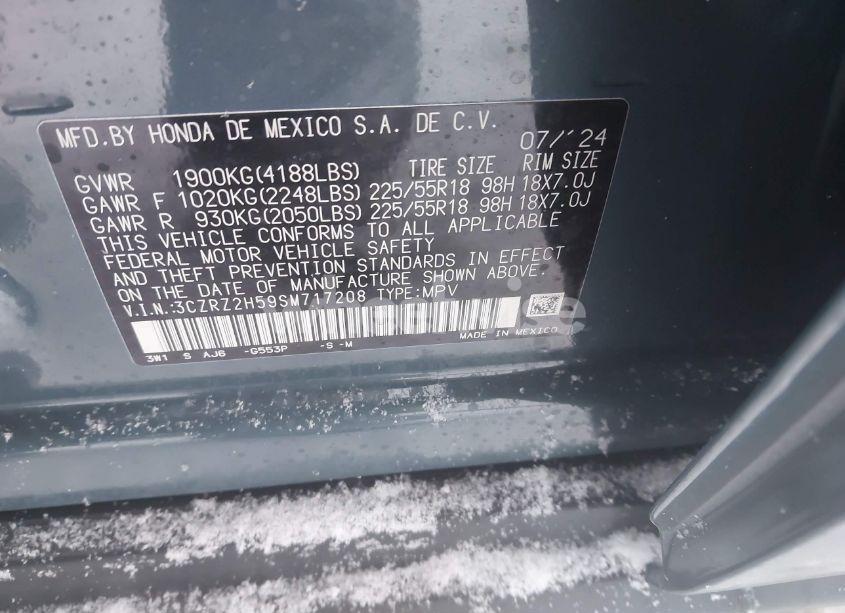 MFD.BY HONDA DE MEXICO S.A. DE C.V. 07/'24
GVWR 1900KG(4188LBS) TIRE SIZE RIM SIZE
GAWR F 1020KG(2248LBS) 225/55R18 98H 18X7.0J
GAWR R 930KG(2050LBS) 225/55R18 98H 18X7.0J
THIS VEHICLE CONFORMS TO ALL APPLICABLE
FEDERAL MOTOR VEHICLE SAFETY
AND THEFT PREVENTION STANDARDS IN EFFECT
ON THE DATE OF MANUFACTURE SHOWN ABOVE.
V.I.N.:3CZRZ2H59SM717208 TYPE:MPV
3W1 S AJ6 -G553P -S -M MADE IN MEXICO